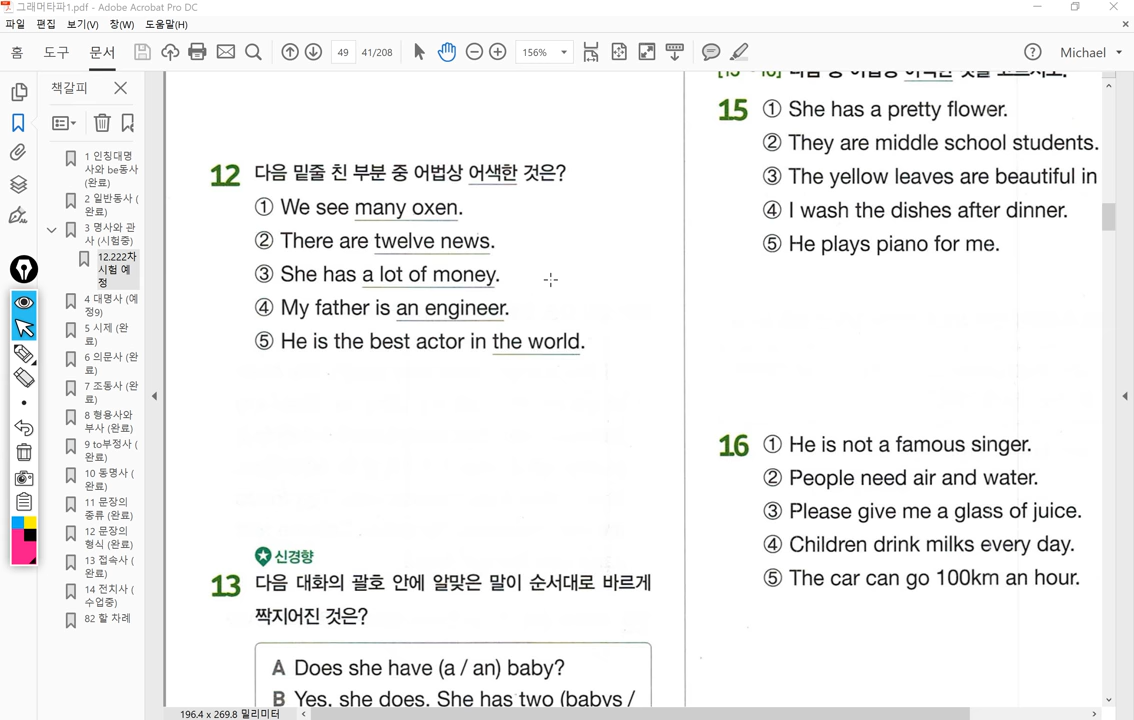 그래머타파1.pdf - Adobe Acrobat Pro DC
파일 편집 보기(V) 창(W) 도움말(H)
홈 도구 문서 49 41/208 156% Michael
책갈피
1 인칭대명
사와 be동사
(완료)
2 일반동사 (
완료)
3 명사와 관
사 (시험중)
12.222차
시험 예
정
4 대명사 (예
정9)
5 시제 (완
료)
6 의문사 (완
료)
7 조동사 (완
료)
8 형용사와
부사 (완료)
9 to부정사 (
완료)
10 동명사 (
완료)
11 문장의
종류 (완료)
12 문장의
형식 (완료)
13 접속사 (
완료)
14 전치사 (
수업중)
82 할 차례
12 다음 밑줄 친 부분 중 어법상 어색한 것은?
① We see many oxen.
② There are twelve news.
③ She has a lot of money.
④ My father is an engineer.
⑤ He is the best actor in the world.
신경향
13 다음 대화의 괄호 안에 알맞은 말이 순서대로 바르게
짝지어진 것은?
A Does she have (a / an) baby?
B Yes, she does. She has two (babys /
15 ① She has a pretty flower.
② They are middle school students.
③ The yellow leaves are beautiful in
④ I wash the dishes after dinner.
⑤ He plays piano for me.
16 ① He is not a famous singer.
② People need air and water.
③ Please give me a glass of juice.
④ Children drink milks every day.
⑤ The car can go 100km an hour.
196.4 x 269.8 밀리미터